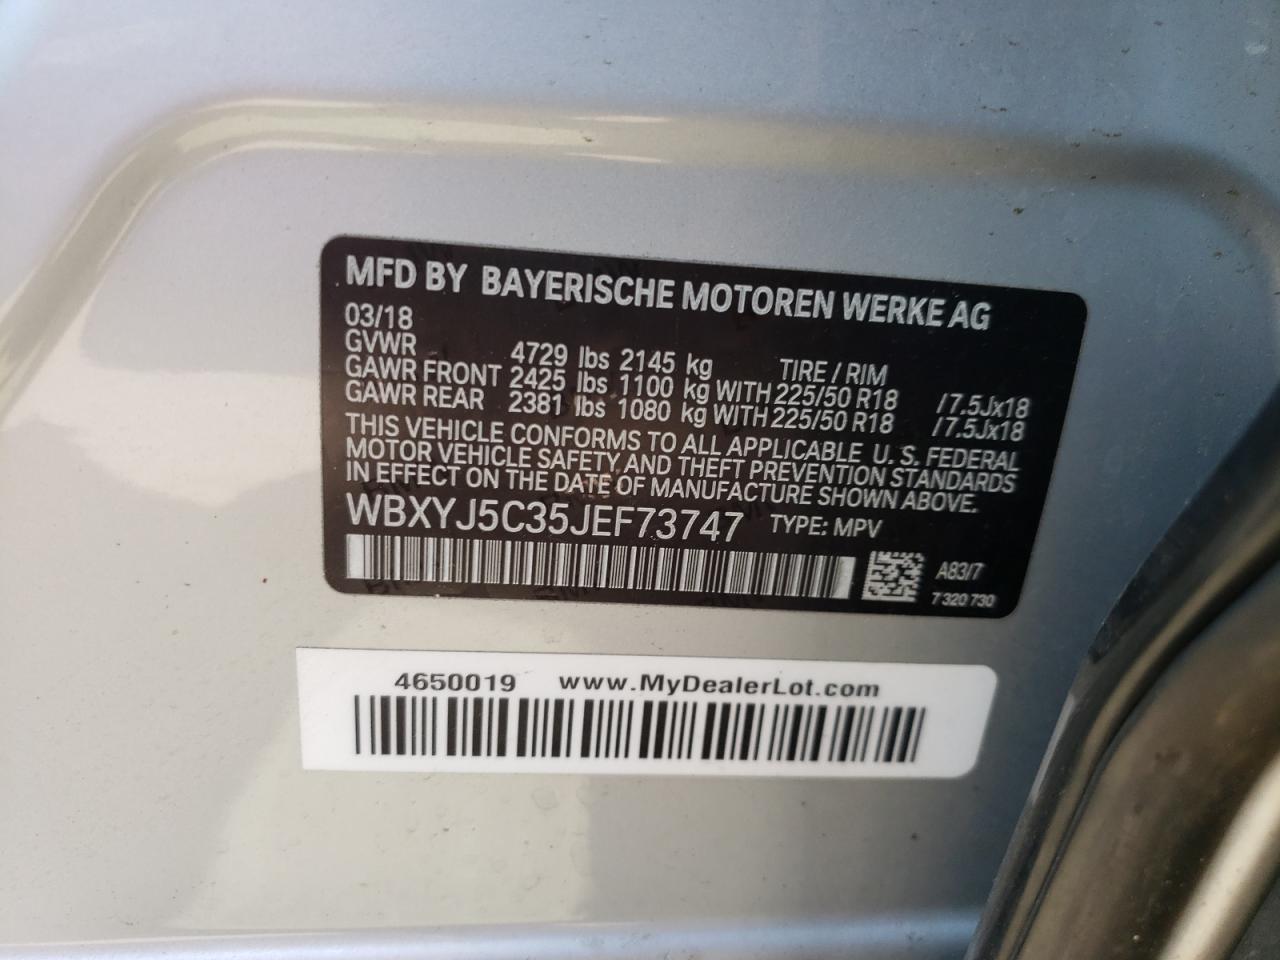 MFD BY BAYERISCHE MOTOREN WERKE AG
03/18
GVWR 4729 lbs 2145 kg TIRE / RIM
GAWR FRONT 2425 lbs 1100 kg WITH 225/50 R18 /7.5Jx18
GAWR REAR 2381 lbs 1080 kg WITH 225/50 R18 /7.5Jx18
THIS VEHICLE CONFORMS TO ALL APPLICABLE U. S. FEDERAL
MOTOR VEHICLE SAFETY, AND THEFT PREVENTION STANDARDS
IN EFFECT ON THE DATE OF MANUFACTURE SHOWN ABOVE.
WBXYJ5C35JEF73747 TYPE: MPV
A83/7
7 320 730
4650019 www.MyDealerLot.com